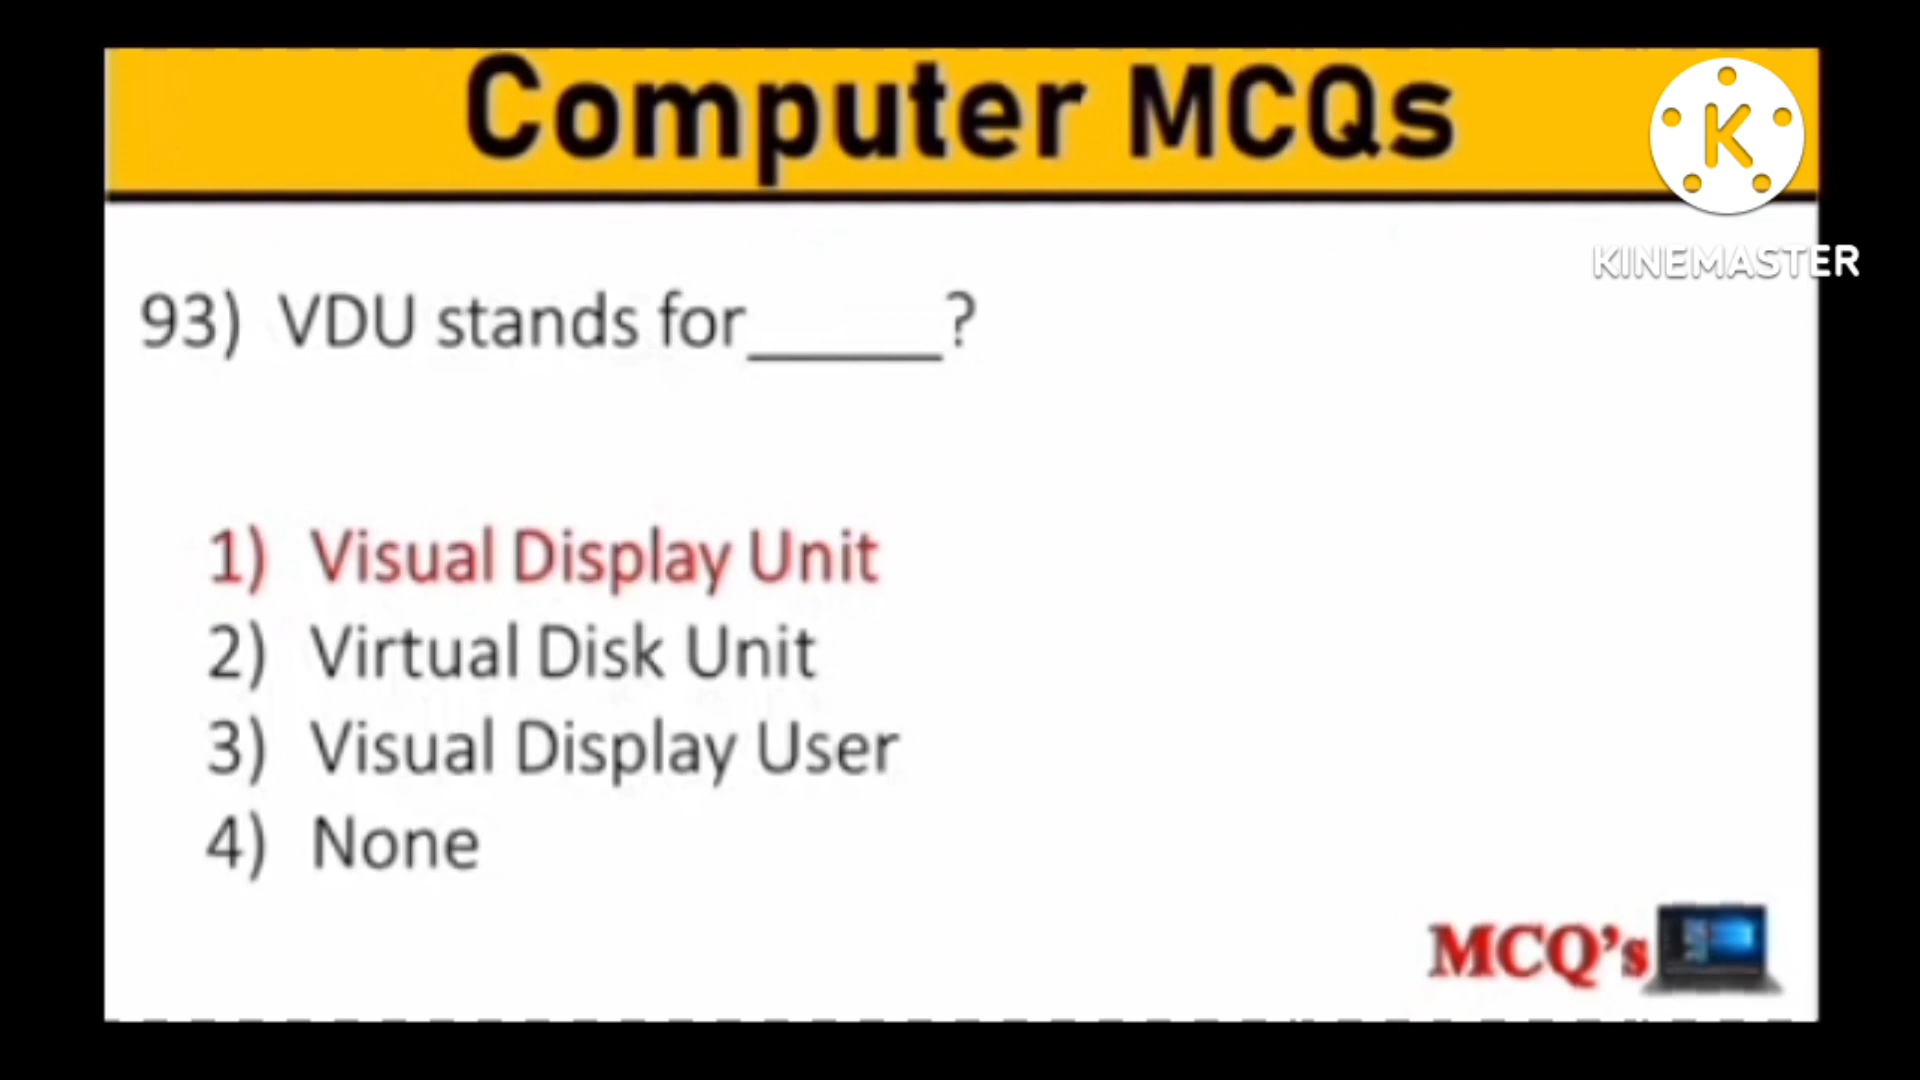 Computer MCQs
K
KINEMASTER
93) VDU stands for______?
1) Visual Display Unit
2) Virtual Disk Unit
3) Visual Display User
4) None
MCQ's